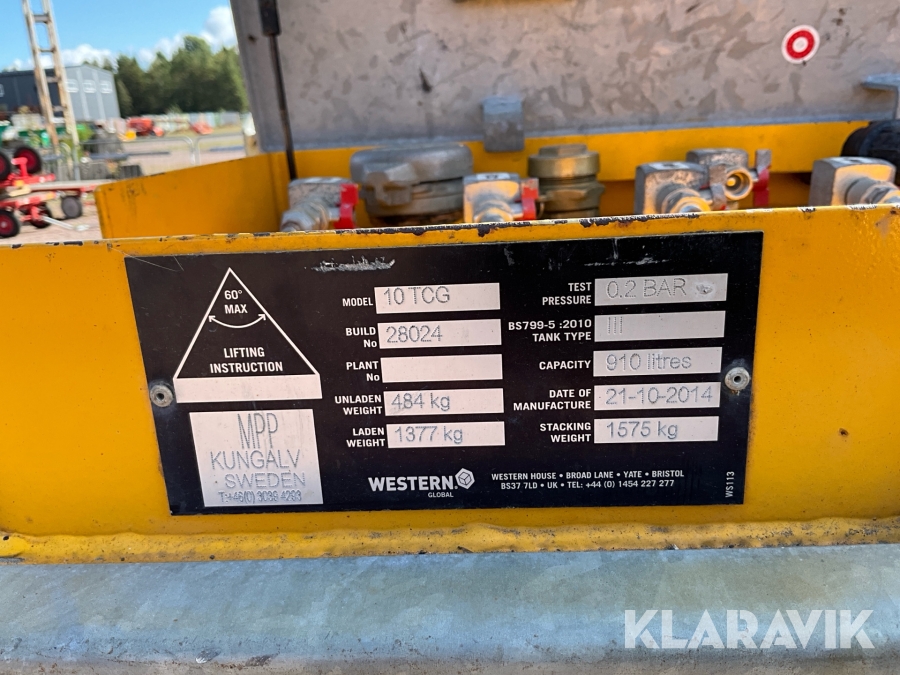 60°
MAX
LIFTING
INSTRUCTION
MPP
KUNGALV
· SWEDEN
MODEL 10 TCG
BUILD No 28024
PLANT No
UNLADEN WEIGHT 484 kg
LADEN WEIGHT 1377 kg
TEST PRESSURE 0.2 BAR
BS799-5 :2010 TANK TYPE III
CAPACITY 910 litres
DATE OF MANUFACTURE 21-10-2014
STACKING WEIGHT 1575 kg
WESTERN
GLOBAL
WESTERN HOUSE • BROAD LANE • YATE • BRISTOL
BS37 7LD • UK • TEL: +44 (0) 1454 227 277
WS113
KLARAVIK